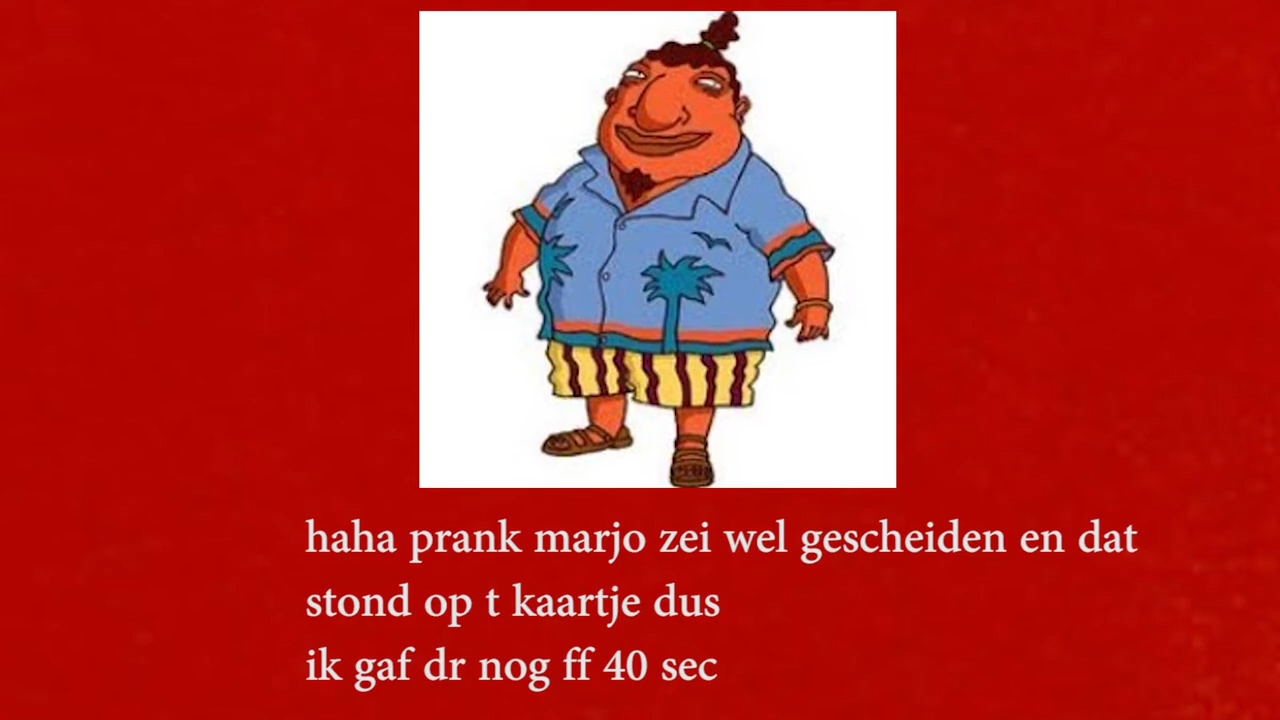 haha prank marjo zei wel gescheiden en dat
stond op t kaartje dus
ik gaf dr nog ff 40 sec